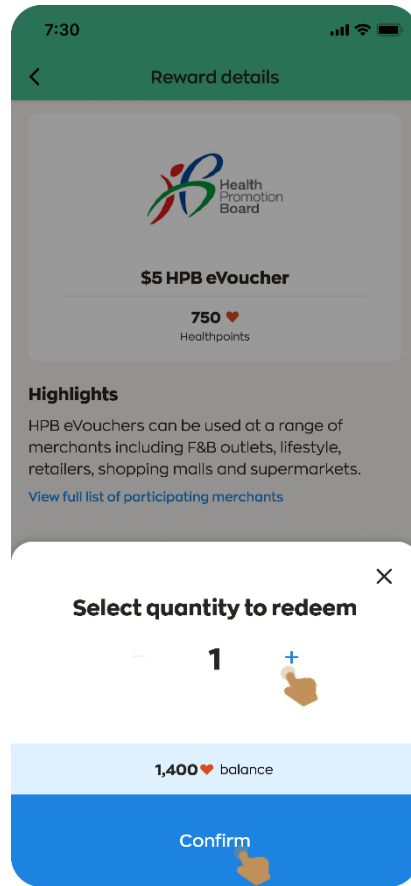 7:30
Reward details
Health
Promotion
Board
$5 HPB eVoucher
750
Healthpoints
Highlights
HPB eVouchers can be used at a range of
merchants including F&B outlets, lifestyle,
retailers, shopping malls and supermarkets.
View full list of participating merchants
Select quantity to redeem
− 1 +
1,400 balance
Confirm